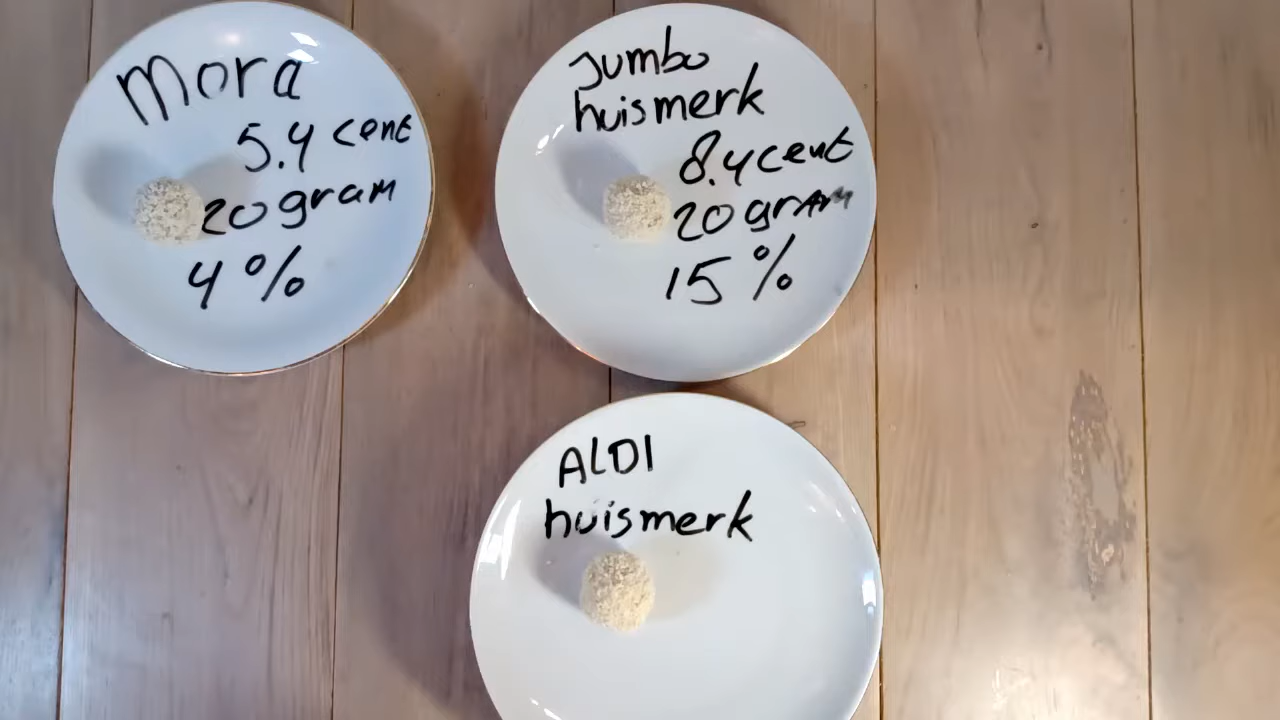 mora
5.4 cent
20 gram
4%
Jumbo
huismerk
8.4 cent
20 gram
15%
ALDI
huismerk